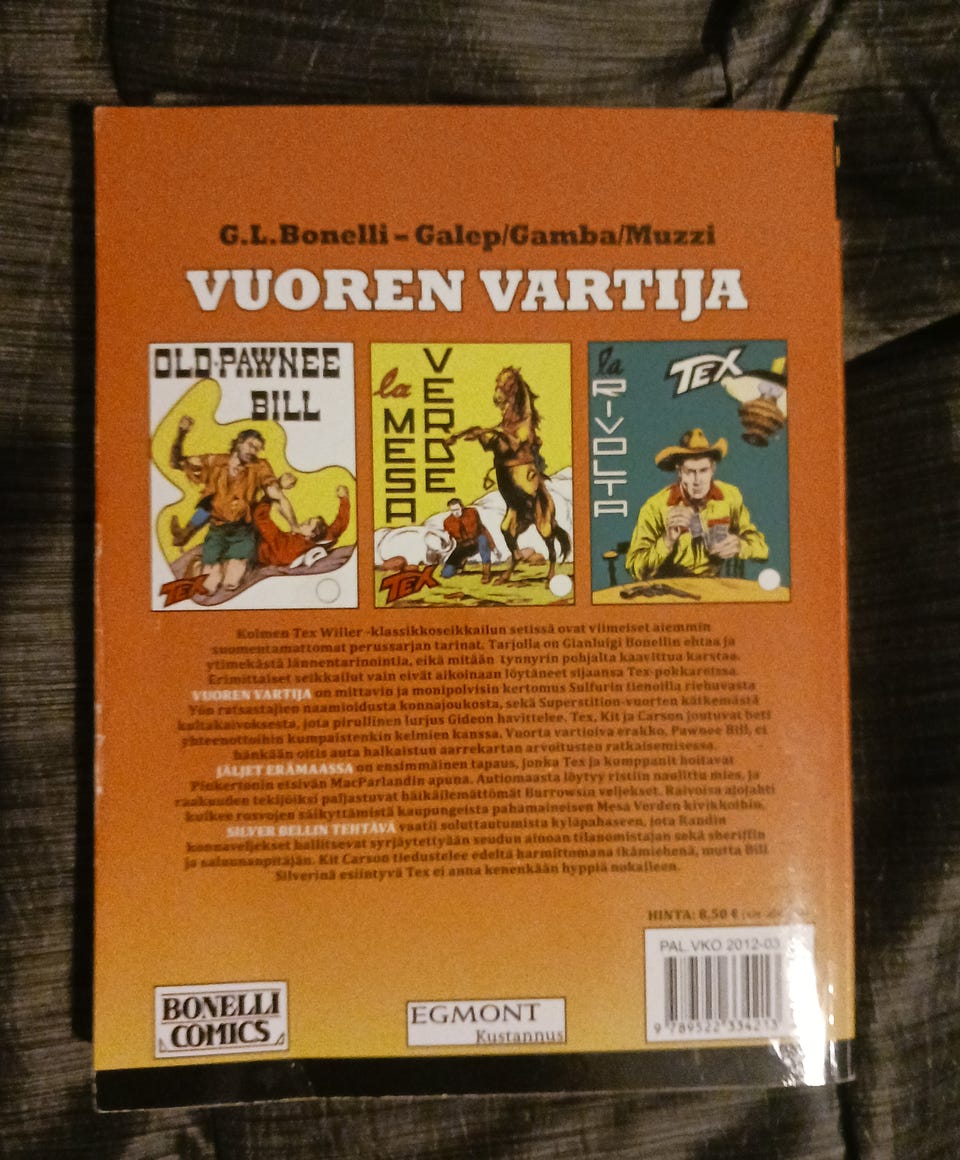 G.L.Bonelli – Galep/Gamba/Muzzi
VUOREN VARTIJA
OLD-PAWNEE
BILL
TEX
la
MESA
VERDE
TEX
la
RIVOLTA
TEX
Kolmen Tex Willer -klassikkoseikkailun setissä ovat viimeiset aiemmin
suomentamattomat perussarjan tarinat. Tarjolla on Gianluigi Bonellin ehtaa ja
ytimekästä lännentarinointia, eikä mitään tynnyrin pohjalta kaavittua karstaa.
Erimittaiset seikkailut vain eivät aikoinaan löytäneet sijaansa Tex-pokkareissa.
VUOREN VARTIJA on mittavin ja monipolvisin kertomus Sulfurin tienoilla riehuvasta
Yön ratsastajien naamioidusta konnajoukosta, sekä Superstition-vuorten kätkemästä
kultakaivoksesta, jota pirullinen lurjus Gideon havittelee. Tex, Kit ja Carson joutuvat heti
yhteenottoihin kumpaistenkin kelmien kanssa. Vuorta vartioiva erakko, Pawnee Bill, ei
hänkään oitis auta halkaistun aarrekartan arvoitusten ratkaisemisessa.
JÄLJET ERÄMAASSA on ensimmäinen tapaus, jonka Tex ja kumppanit hoitavat
Pinkertonin etsivän MacParlandin apuna. Autiomaasta löytyy ristiin naulittu mies, ja
raakuuden tekijöiksi paljastuvat häikäilemättömät Burrowsin veljekset. Raivoisa ajojahti
kulkee rosvojen säikyttämistä kaupungeista pahamaineisen Mesa Verden kivikkoihin.
SILVER BELLIN TEHTÄVÄ vaatii soluttautumista kyläpahaseen, jota Randin
konnaveljekset hallitsevat syrjäytettyään seudun ainoan tilanomistajan sekä sheriffin
ja saluunanpitäjän. Kit Carson tiedustelee edeltä harmittomana ikämiehenä, mutta Bill
Silverinä esiintyvä Tex ei anna kenenkään hyppiä nokalleen.
HINTA: 8,50 €
PAL.VKO 2012-03
9 789522 334213
BONELLI
COMICS
EGMONT
Kustannus